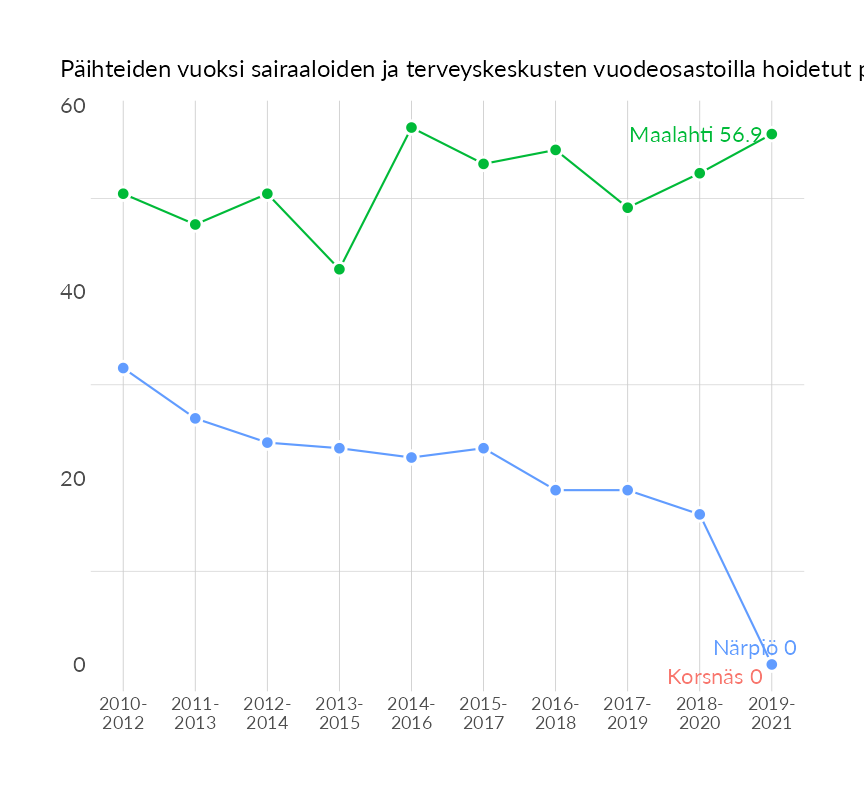 Päihteiden vuoksi sairaaloiden ja terveyskeskusten vuodeosastoilla hoidetut
60
Maalahti 56.9
40
20
Närpiö 0
0
Korsnäs 0
2010-2012 2011-2013 2012-2014 2013-2015 2014-2016 2015-2017 2016-2018 2017-2019 2018-2020 2019-2021